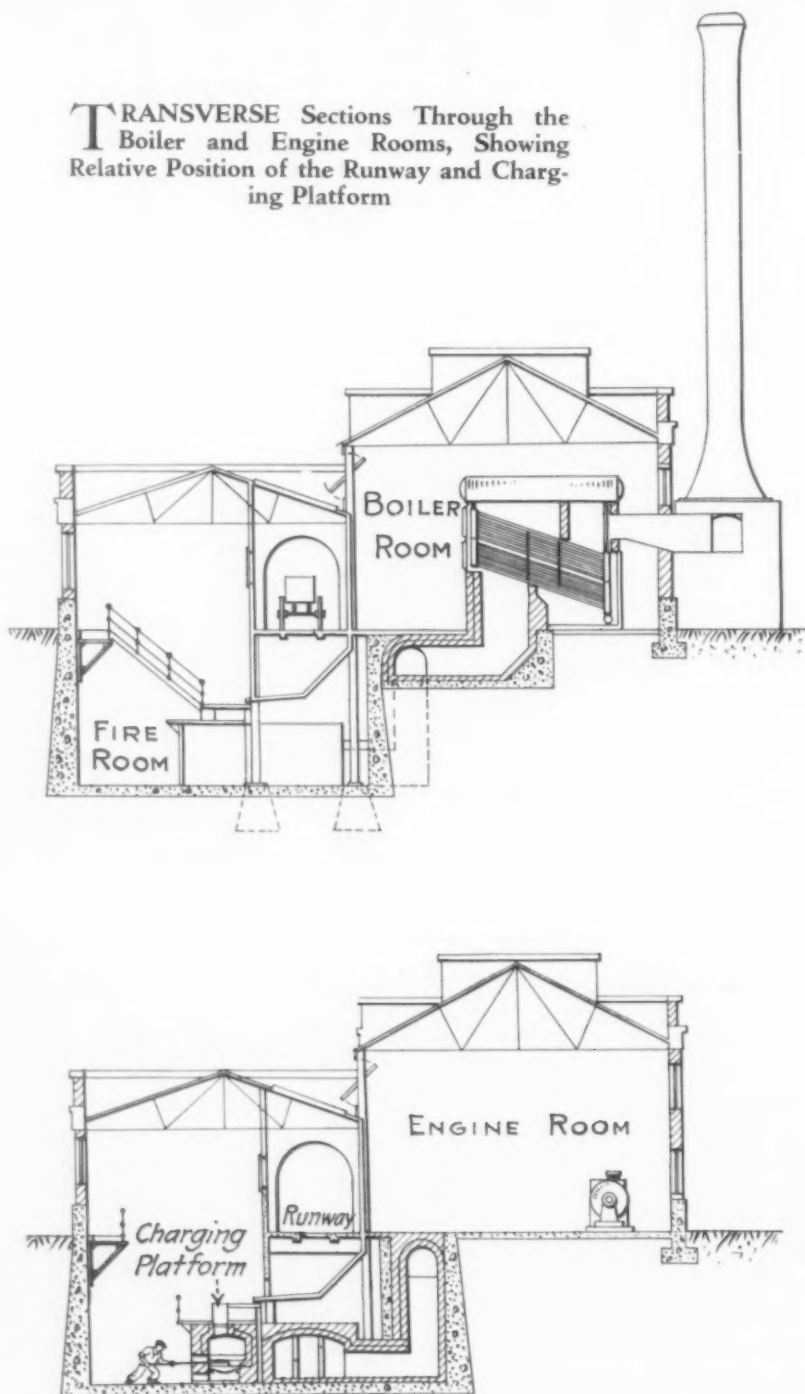 TRANSVERSE Sections Through the
Boiler and Engine Rooms, Showing
Relative Position of the Runway and Charg-
ing Platform
BOILER
ROOM
FIRE
ROOM
ENGINE ROOM
Runway
Charging
Platform